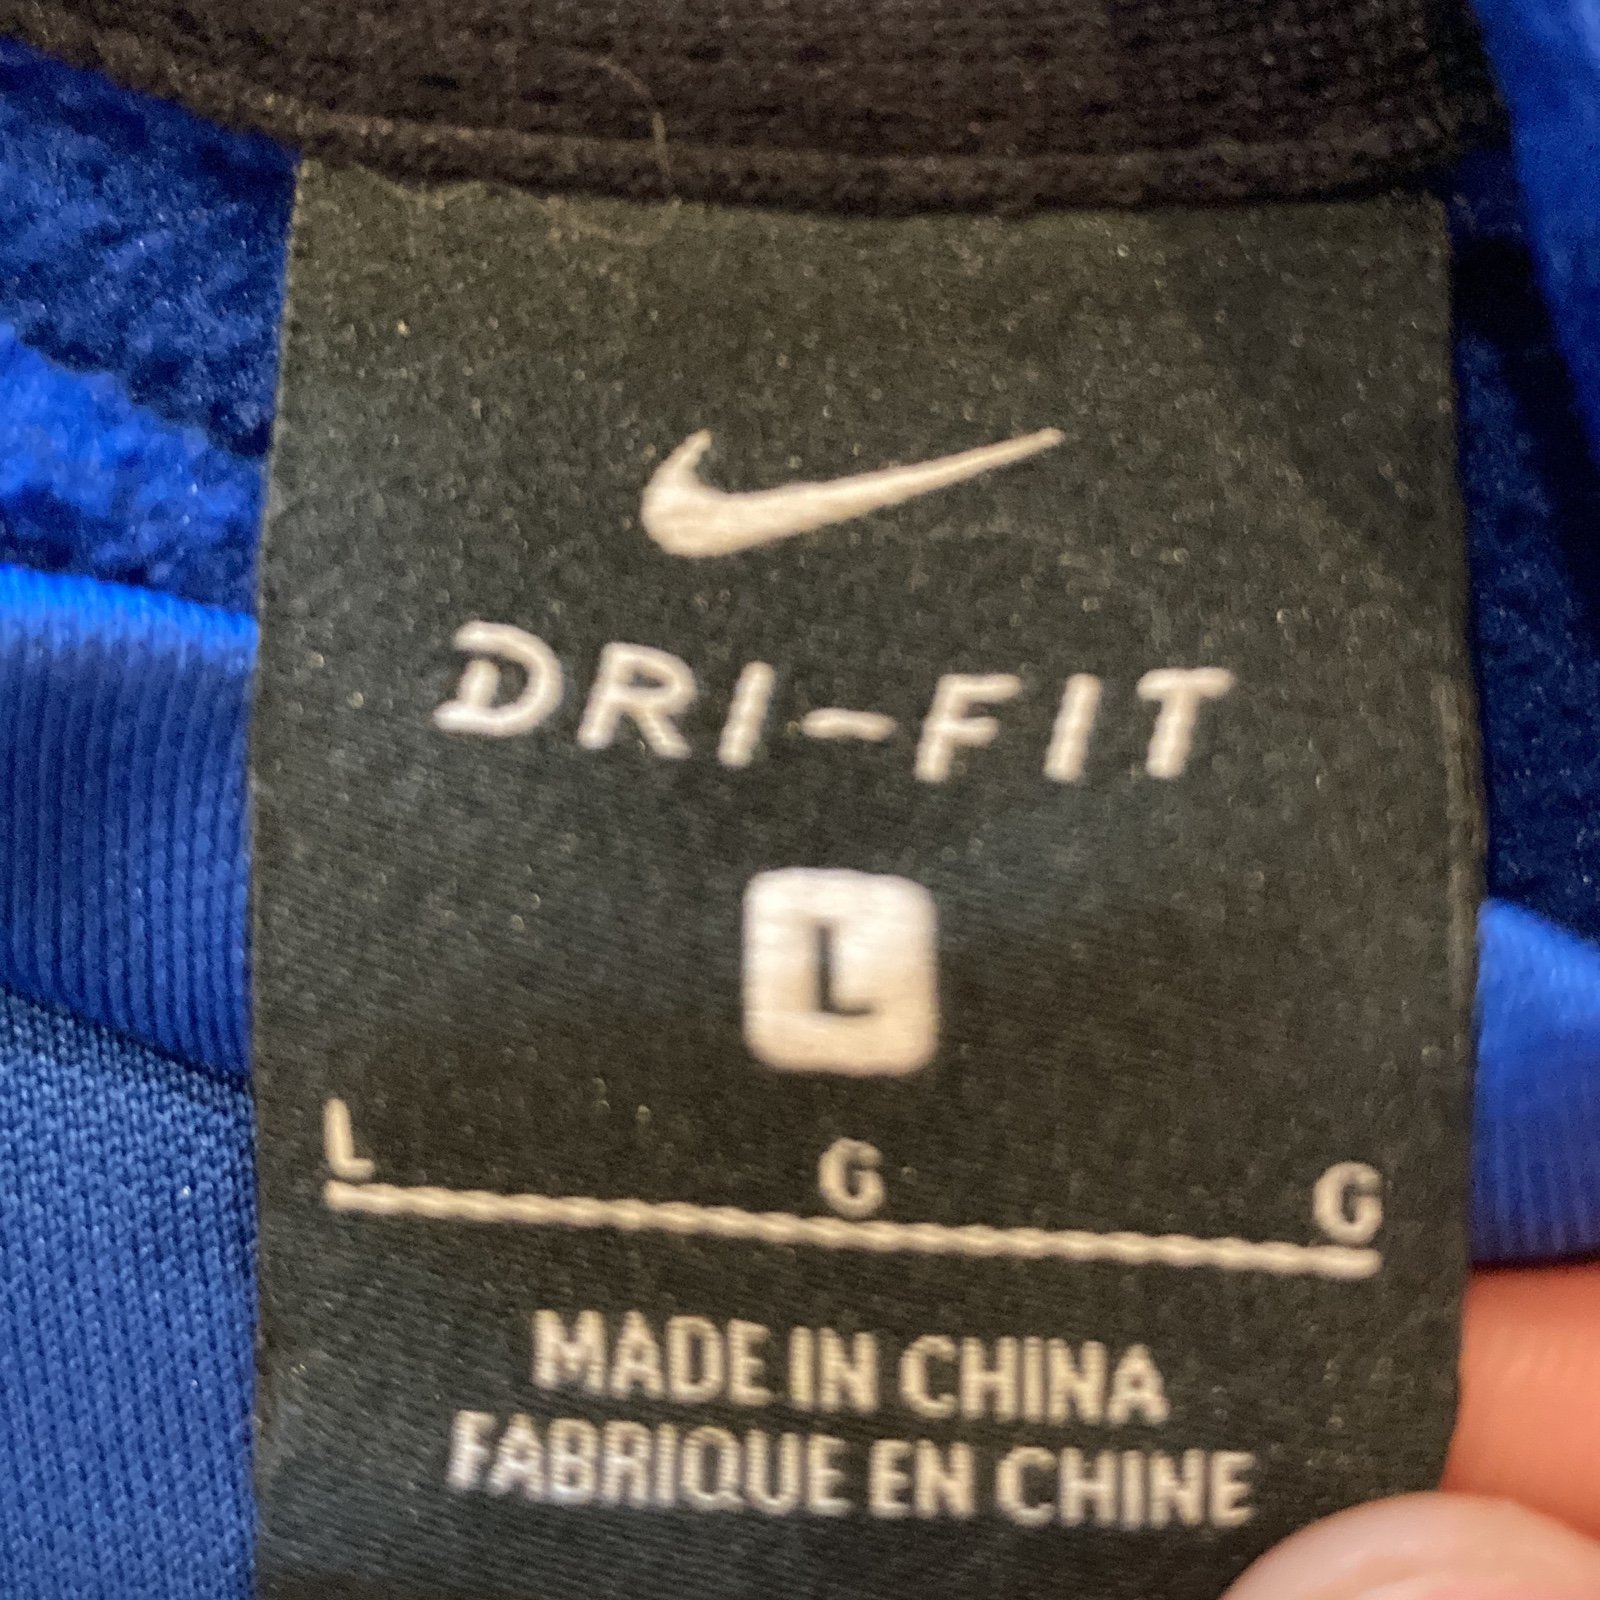 DRI-FIT
L
L G G
MADE IN CHINA
FABRIQUE EN CHINE